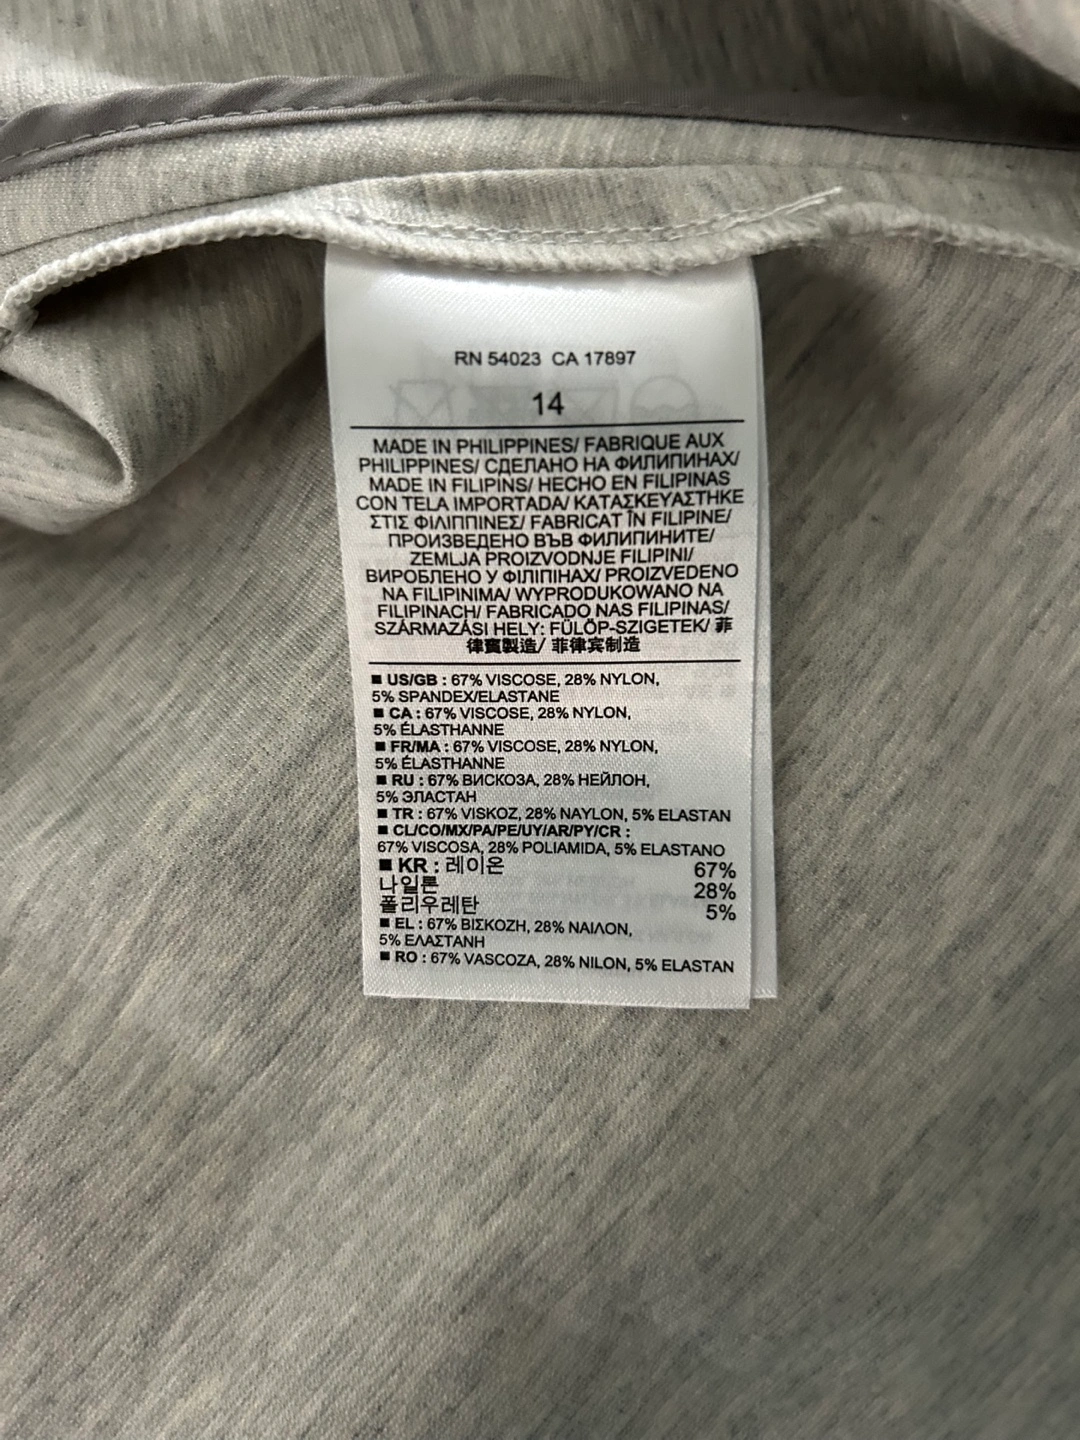 RN 54023 CA 17897
14
MADE IN PHILIPPINES/ FABRIQUE AUX
PHILIPPINES/ СДЕЛАНО НА ФИЛИПИНАХ/
MADE IN FILIPINS/ HECHO EN FILIPINAS
CON TELA IMPORTADA/ ΚΑΤΑΣΚΕΥΑΣΤΗΚΕ
ΣΤΙΣ ΦΙΛΙΠΠΙΝΕΣ/ FABRICAT ÎN FILIPINE/
ПРОИЗВЕДЕНО ВЪВ ФИЛИПИНИТЕ/
ZEMLJA PROIZVODNJE FILIPINI/
ВИРОБЛЕНО У ФІЛІПІНАХ/ PROIZVEDENO
NA FILIPINIMA/ WYPRODUKOWANO NA
FILIPINACH/ FABRICADO NAS FILIPINAS/
SZÁRMAZÁSI HELY: FÜLÖP-SZIGETEK/ 菲
律賓製造/ 菲律宾制造
■ US/GB : 67% VISCOSE, 28% NYLON,
5% SPANDEX/ELASTANE
■ CA : 67% VISCOSE, 28% NYLON,
5% ÉLASTHANNE
■ FR/MA : 67% VISCOSE, 28% NYLON,
5% ÉLASTHANNE
■ RU : 67% ВИСКОЗА, 28% НЕЙЛОН,
5% ЭЛАСТАН
■ TR : 67% VISKOZ, 28% NAYLON, 5% ELASTAN
■ CL/CO/MX/PA/PE/UY/AR/PY/CR :
67% VISCOSA, 28% POLIAMIDA, 5% ELASTANO
■ KR : 레이온 67%
나일론 28%
폴리우레탄 5%
■ EL : 67% ΒΙΣΚΟΖΗ, 28% ΝΑΙΛΟΝ,
5% ΕΛΑΣΤΑΝΗ
■ RO : 67% VASCOZA, 28% NILON, 5% ELASTAN